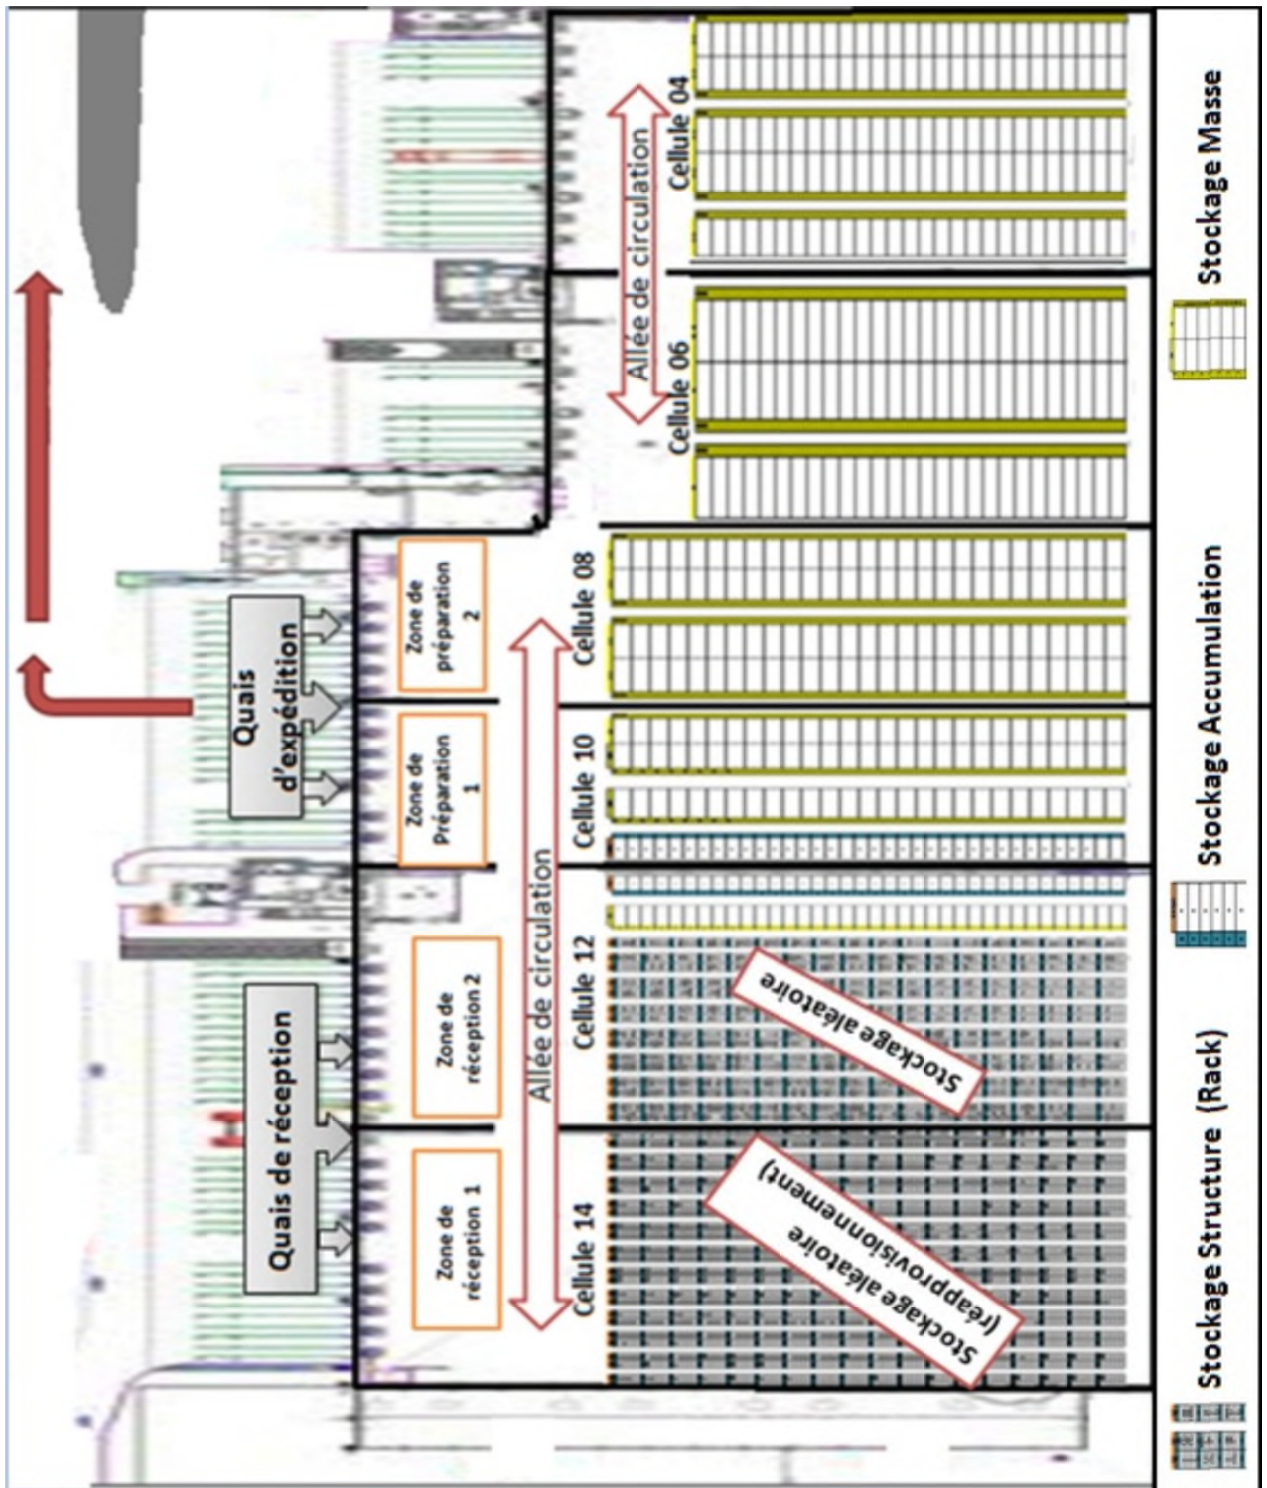 Quais de réception
Quais
d'expédition
Zone de
réception 1
Zone de
réception 2
Zone de
Préparation
1
Zone de
préparation
2
Allée de circulation
Allée de circulation
Cellule 14
Cellule 12
Cellule 10
Cellule 08
Cellule 06
Cellule 04
Stockage aléatoire
(réapprovisionnement)
Stockage aléatoire
Stockage Structure (Rack)
Stockage Accumulation
Stockage Masse